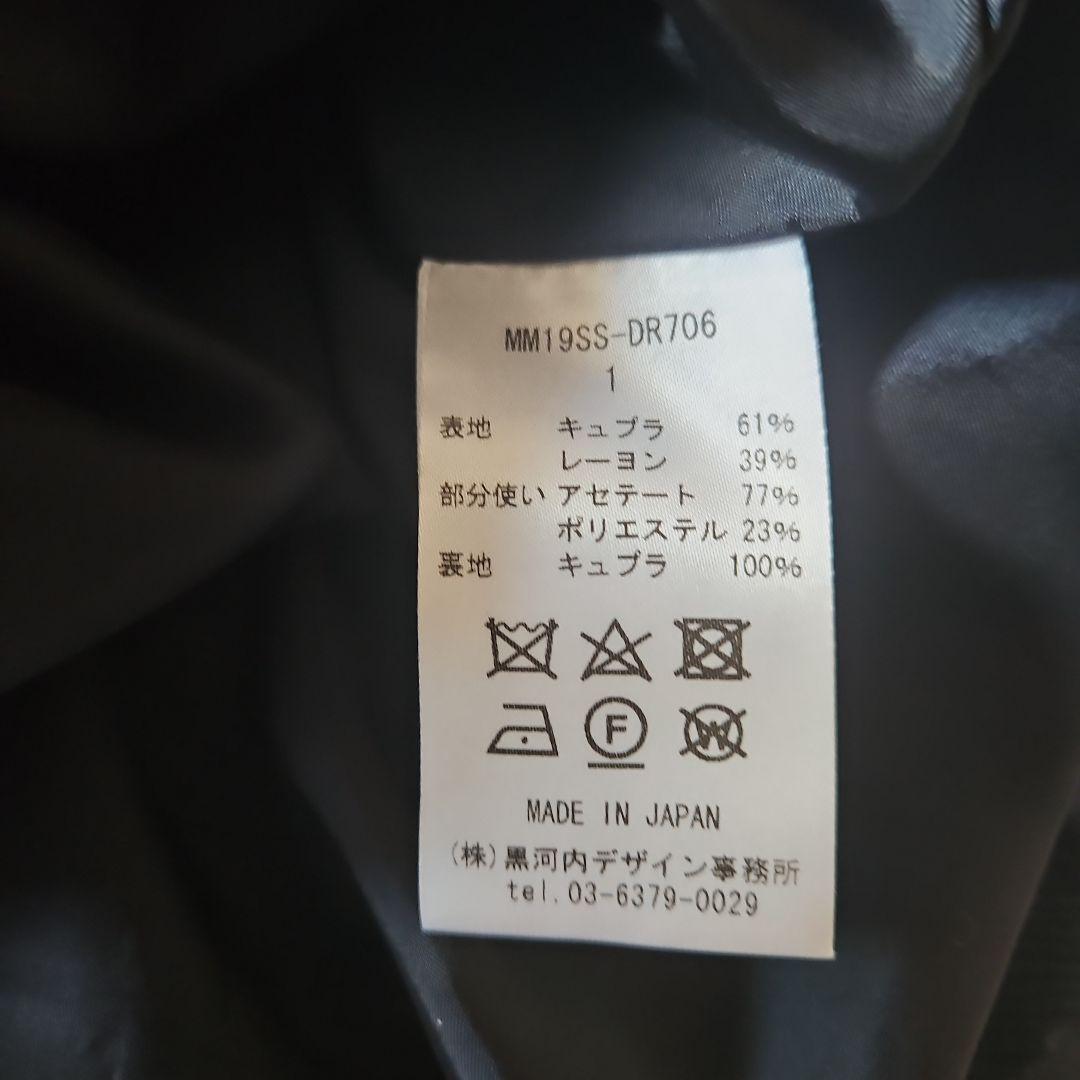 MM19SS-DR706
1
表地 キュプラ 61%
レーヨン 39%
部分使い アセテート 77%
ポリエステル 23%
裏地 キュプラ 100%
F
W
MADE IN JAPAN
(株)黒河内デザイン事務所
tel.03-6379-0029